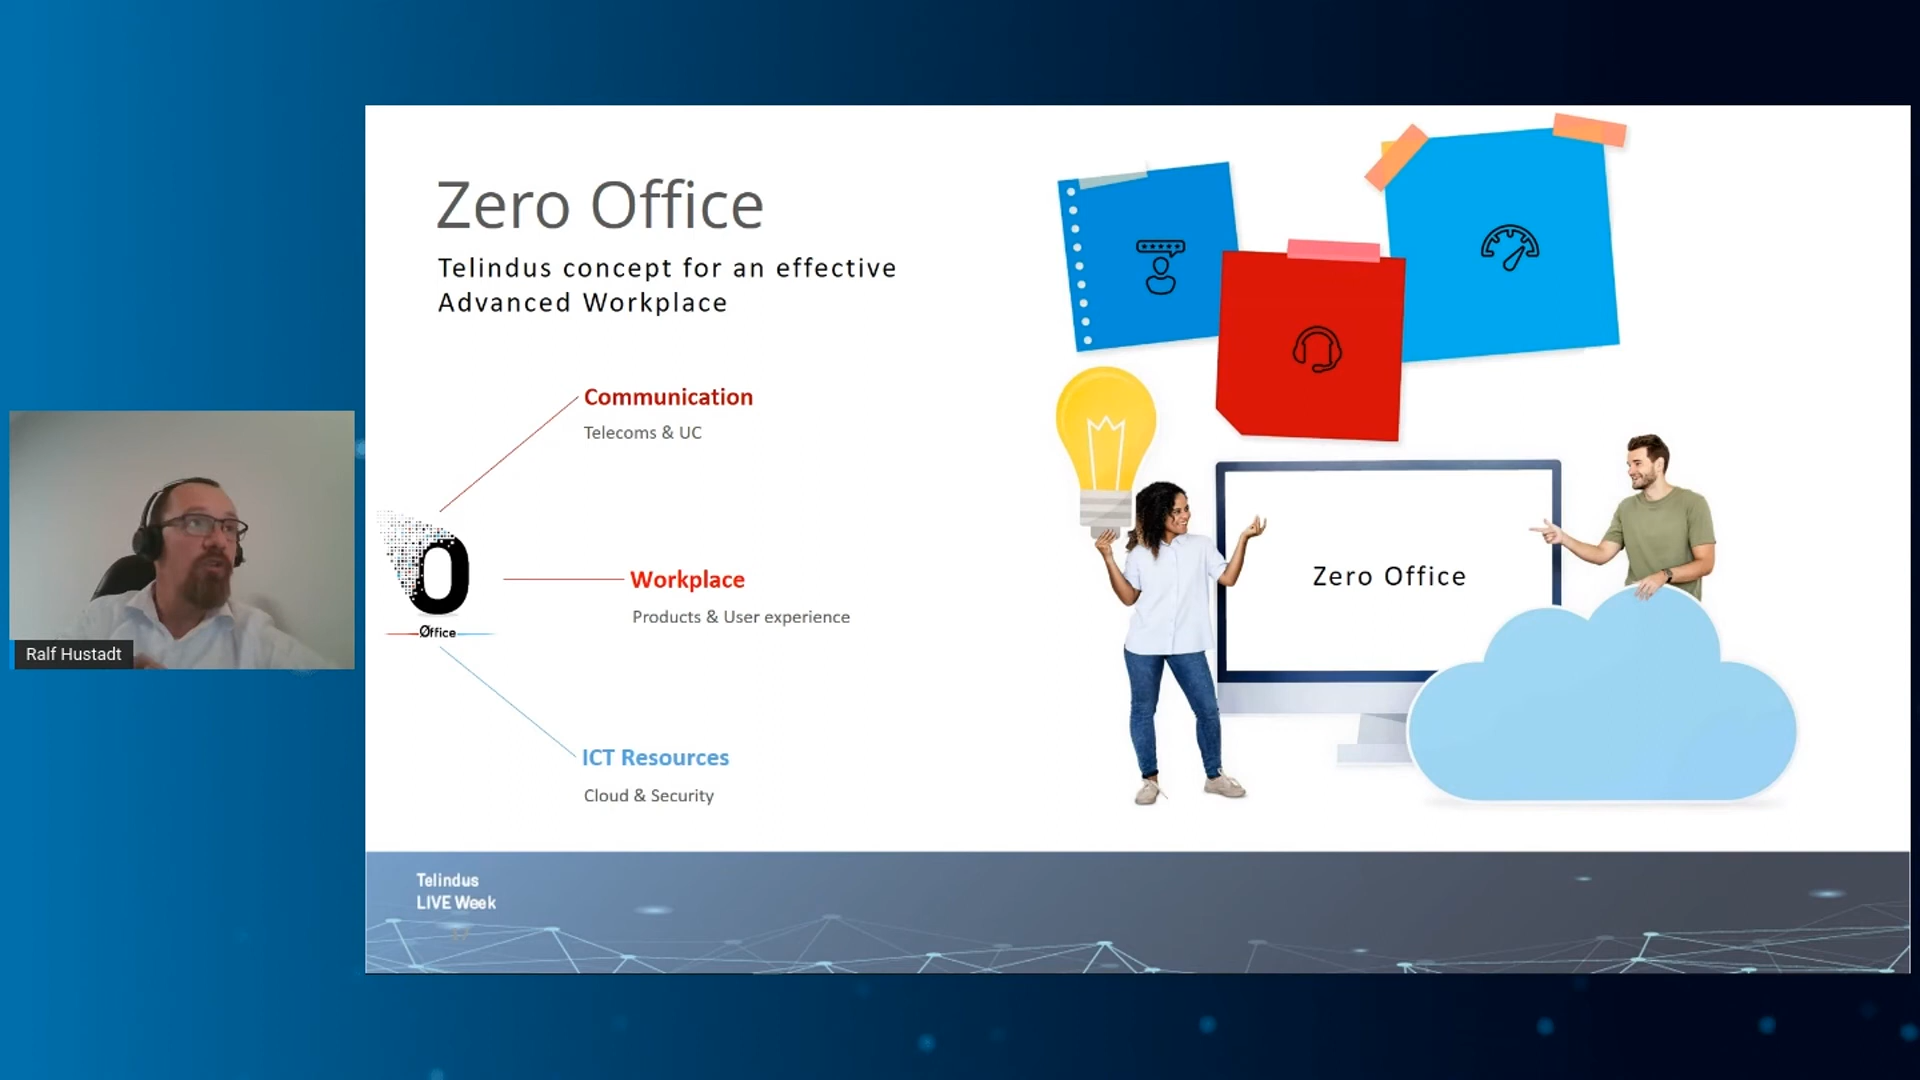 Zero Office
Telindus concept for an effective
Advanced Workplace
Communication
Telecoms & UC
Workplace
Products & User experience
Øffice
ICT Resources
Cloud & Security
Zero Office
Ralf Hustadt
Telindus
LIVE Week
17